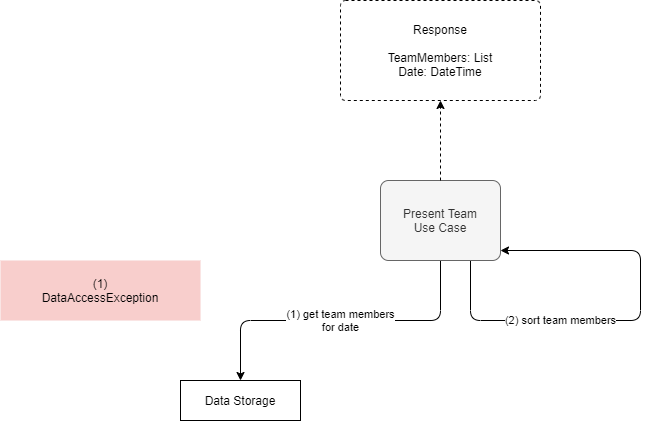 Response
TeamMembers: List
Date: DateTime
Present Team
Use Case
(1)
DataAccessException
(1) get team members
for date
(2) sort team members
Data Storage